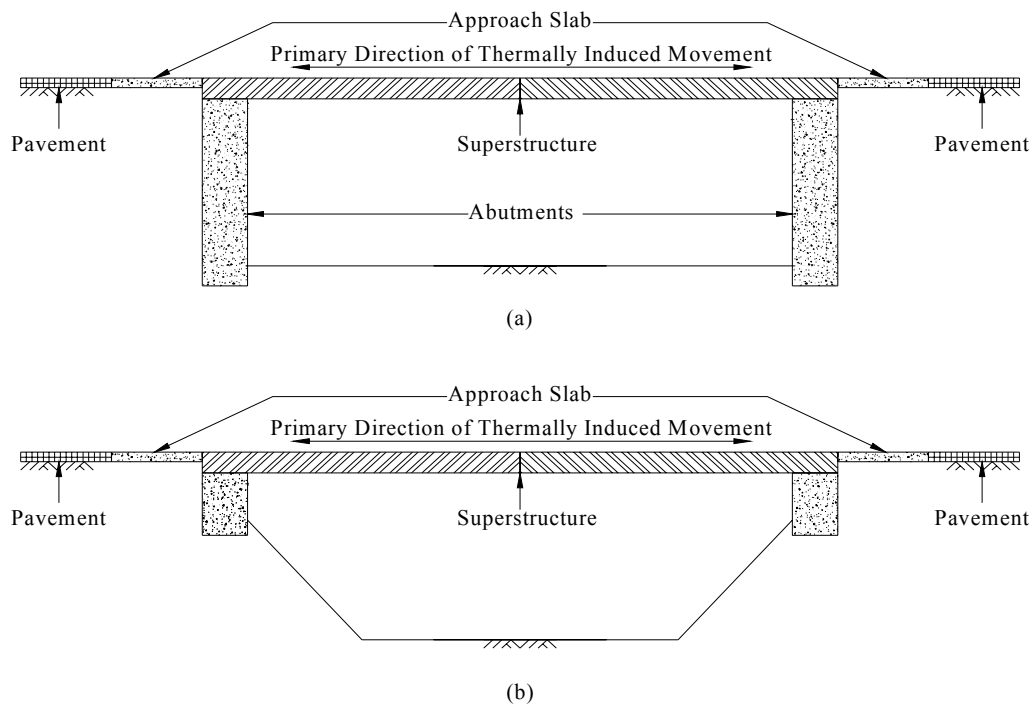 Approach Slab
Primary Direction of Thermally Induced Movement
Pavement
Superstructure
Pavement
Abutments
(a)
Approach Slab
Primary Direction of Thermally Induced Movement
Pavement
Superstructure
Pavement
(b)